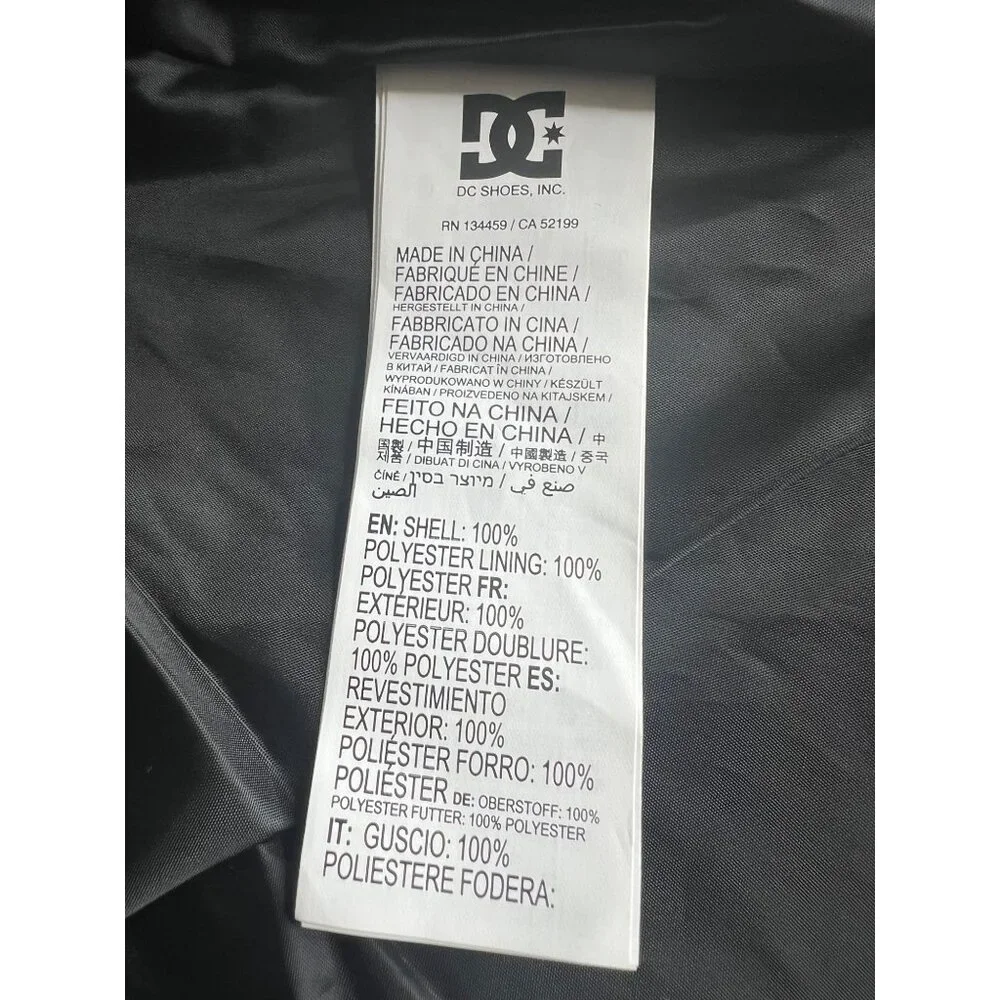 DC
DC SHOES, INC.
RN 134459 / CA 52199
MADE IN CHINA /
FABRIQUÉ EN CHINE /
FABRICADO EN CHINA /
HERGESTELLT IN CHINA /
FABBRICATO IN CINA /
FABRICADO NA CHINA /
VERVAARDIGD IN CHINA / ИЗГОТОВЛЕНО
В КИТАЙ / FABRICAT ÎN CHINA /
WYPRODUKOWANO W CHINY / KÉSZÜLT
KÍNÁBAN / PROIZVEDENO NA KITAJSKEM /
FEITO NA CHINA /
HECHO EN CHINA / 中
国製 / 中国制造 / 中國製造 / 중국
제품 / DIBUAT DI CINA / VYROBENO V
ČÍNĚ / מיוצר בסין / صنع في
الصين
EN: SHELL: 100%
POLYESTER LINING: 100%
POLYESTER FR:
EXTÉRIEUR: 100%
POLYESTER DOUBLURE:
100% POLYESTER ES:
REVESTIMIENTO
EXTERIOR: 100%
POLIÉSTER FORRO: 100%
POLIÉSTER DE: OBERSTOFF: 100%
POLYESTER FUTTER: 100% POLYESTER
IT: GUSCIO: 100%
POLIESTERE FODERA: